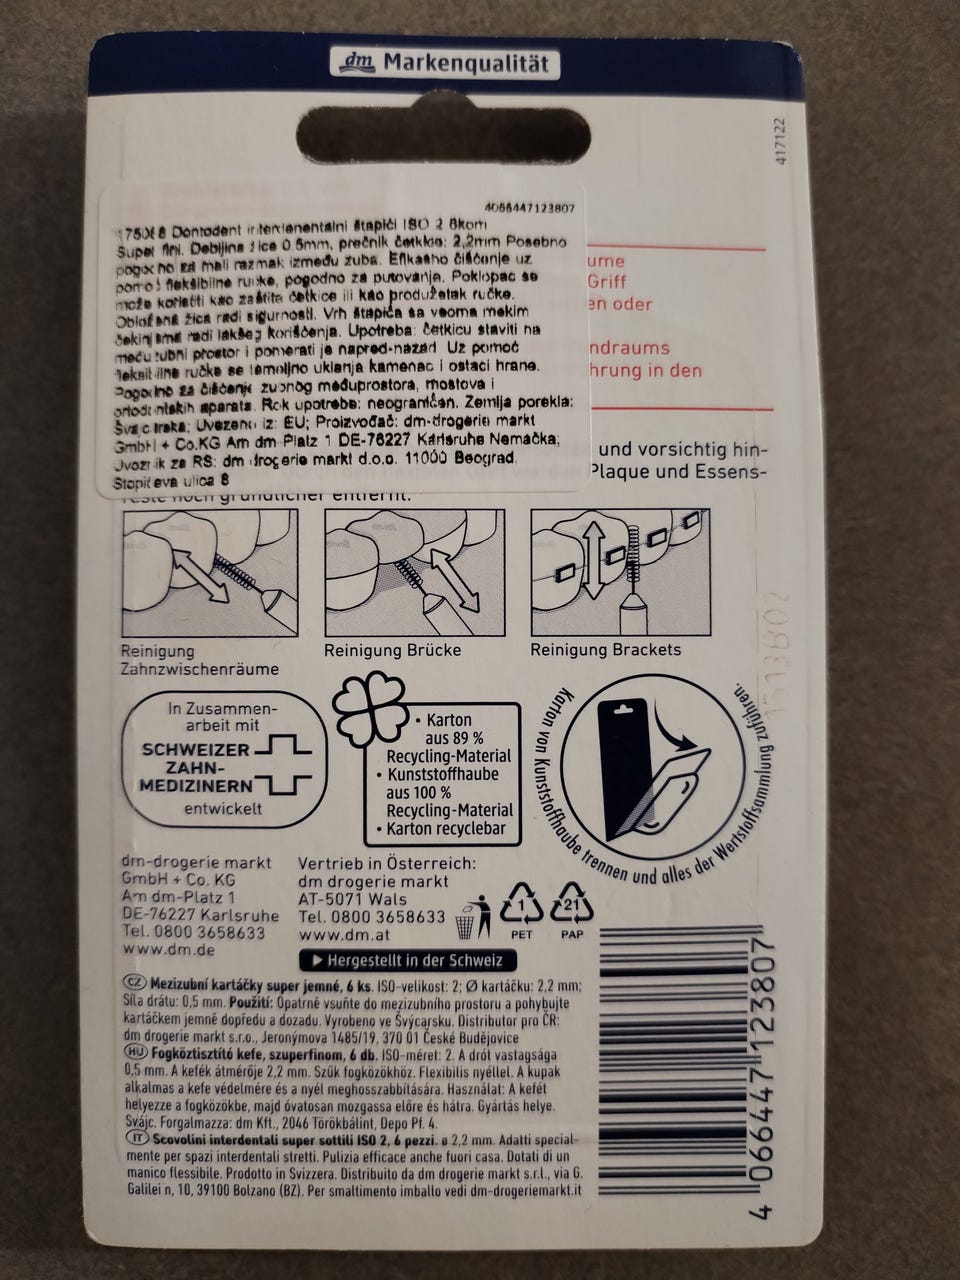 dm Markenqualität
417122
4066447123807
Dontodent štapići ISO 2 6kom
Super fini. Debljina žice 0.5mm, prečnik četkice: 2,2mm Posebno
za mali razmak između zuba. Efikasno čišćenje uz
fleksibilne ručke, pogodno za putovanja. Poklopac se
može koristiti kao zaštita četkice ili kao produžetak ručke.
Obložena žica radi sigurnosti. Vrh štapića sa veoma mekim
radi lakšeg korišćenja. Upotreba: četkicu staviti na
prostor i pomerati je napred-nazad Uz pomoć
ručke se temeljno uklanja kamenac i ostaci hrane.
za čišćenje zubnog međuprostora, mostova i
aparata. Rok upotrebe: neograničen. Zemlja porekla:
Uvezeno iz: EU; Proizvođač: dm-drogerie markt
GmbH + Co.KG Am dm-Platz 1 DE-76227 Karlsruhe Nemačka;
za RS: dm drogerie markt d.o.o. 11000 Beograd.
ulica 8
ume
Griff
en oder
ndraums
hrung in den
und vorsichtig hin-
Plaque und Essens-
reste noch gründlicher entfernt.
Reinigung
Zahnzwischenräume
Reinigung Brücke
Reinigung Brackets
In Zusammen-
arbeit mit
SCHWEIZER
ZAHN-
MEDIZINERN
entwickelt
• Karton
aus 89 %
Recycling-Material
• Kunststoffhaube
aus 100 %
Recycling-Material
• Karton recyclebar
Karton von Kunststoffhaube trennen und alles der Wertstoffsammlung zuführen.
dm-drogerie markt
GmbH + Co. KG
Am dm-Platz 1
DE-76227 Karlsruhe
Tel. 0800 3658633
www.dm.de
Vertrieb in Österreich:
dm drogerie markt
AT-5071 Wals
Tel. 0800 3658633
www.dm.at
1
PET
21
PAP
▶ Hergestellt in der Schweiz
CZ Mezizubní kartáčky super jemné, 6 ks. ISO-velikost: 2; Ø kartáčku: 2,2 mm;
Síla drátu: 0,5 mm. Použití: Opatrně vsuňte do mezizubního prostoru a pohybujte
kartáčkem jemně dopředu a dozadu. Vyrobeno ve Švýcarsku. Distributor pro ČR:
dm drogerie markt s.r.o., Jeronýmova 1485/19, 370 01 České Budějovice
HU Fogköztisztító kefe, szuperfinom, 6 db. ISO-méret: 2. A drót vastagsága
0,5 mm. A kefék átmérője 2,2 mm. Szűk fogközökhöz. Flexibilis nyéllel. A kupak
alkalmas a kefe védelmére és a nyél meghosszabbítására. Használat: A kefét
helyezze a fogközökbe, majd óvatosan mozgassa előre és hátra. Gyártás helye.
Svájc. Forgalmazza: dm Kft., 2046 Törökbálint, Depo Pf. 4.
IT Scovolini interdentali super sottili ISO 2, 6 pezzi. ø 2,2 mm. Adatti special-
mente per spazi interdentali stretti. Pulizia efficace anche fuori casa. Dotati di un
manico flessibile. Prodotto in Svizzera. Distribuito da dm drogerie markt s.r.l., via G.
Galilei n, 10, 39100 Bolzano (BZ). Per smaltimento imballo vedi dm-drogeriemarkt.it
4 066447 123807